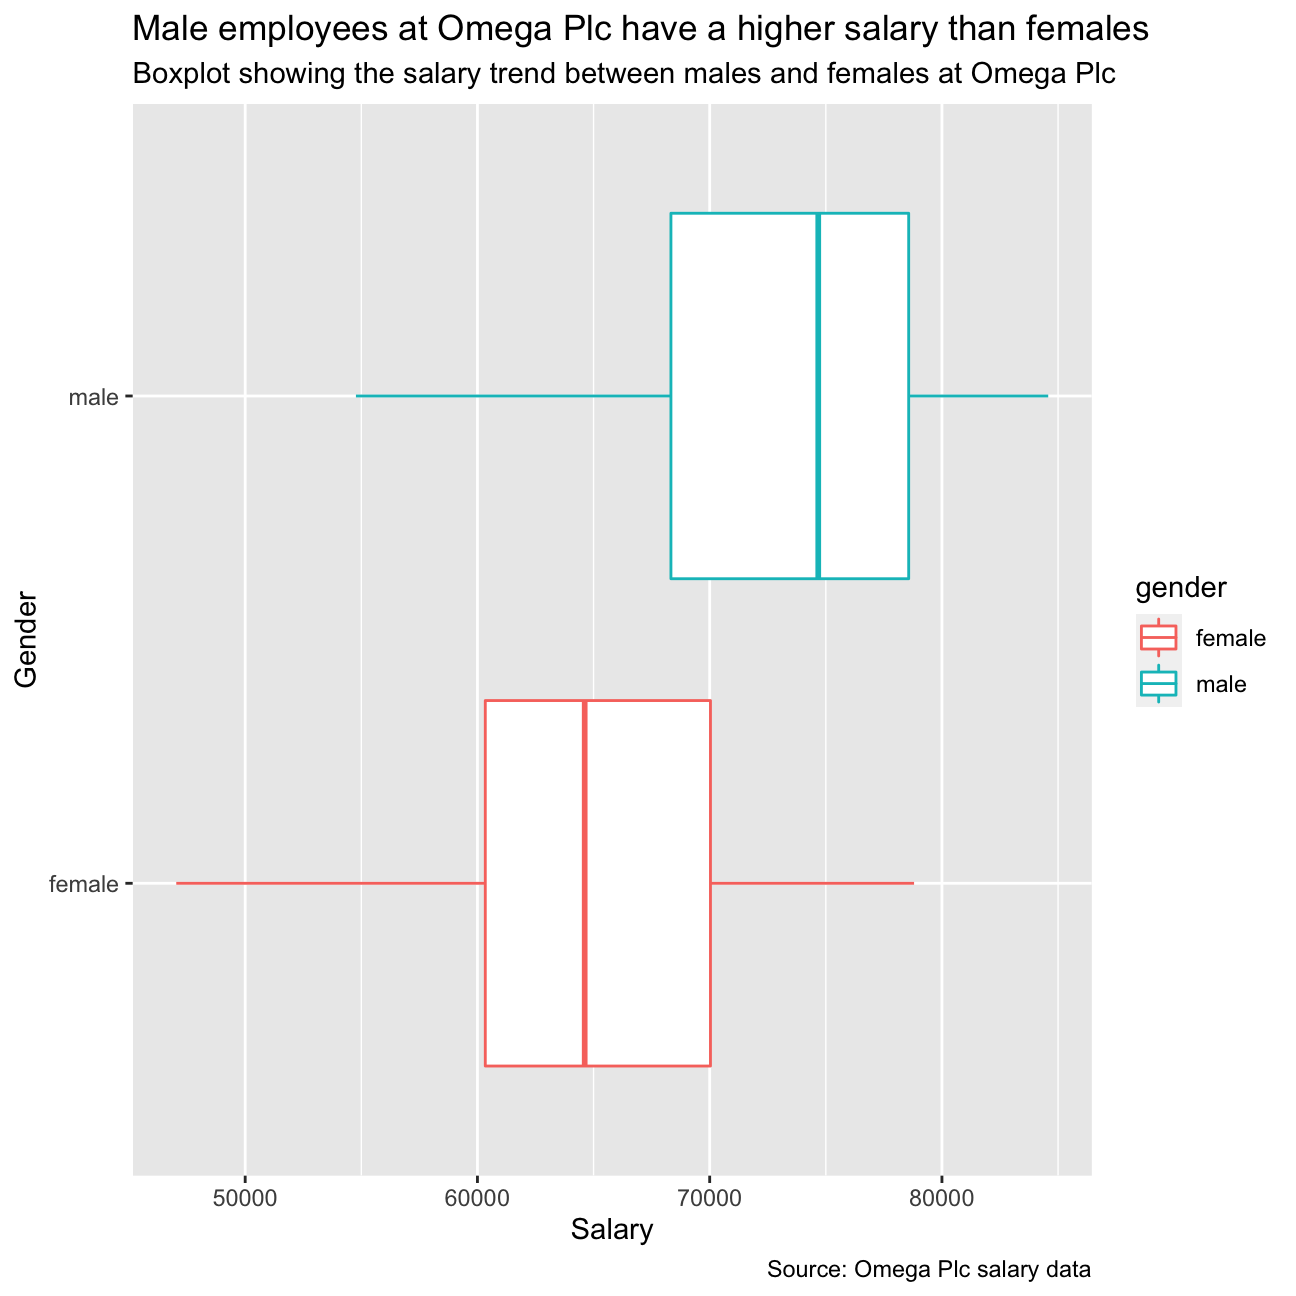 Male employees at Omega Plc have a higher salary than females
Boxplot showing the salary trend between males and females at Omega Plc
male
female
Gender
50000 60000 70000 80000
Salary
gender
female
male
Source: Omega Plc salary data